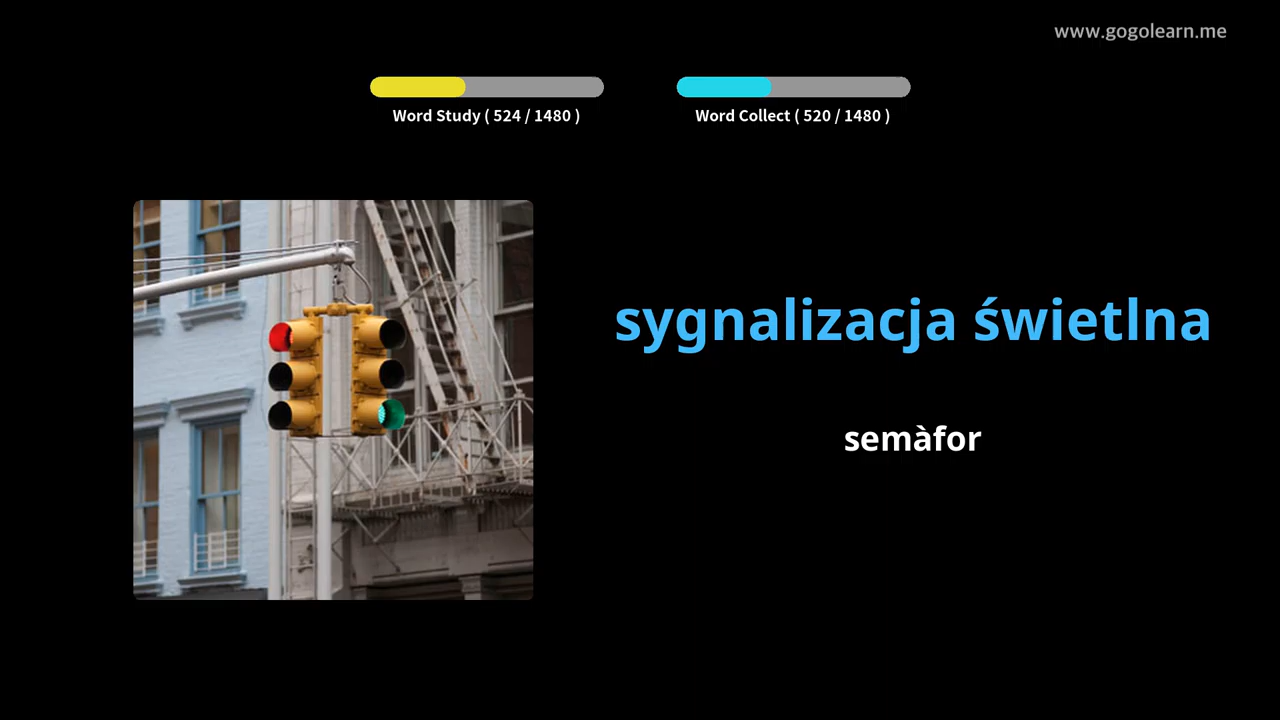 www.gogolearn.me
Word Study ( 524 / 1480 )
Word Collect ( 520 / 1480 )
sygnalizacja świetlna
semàfor